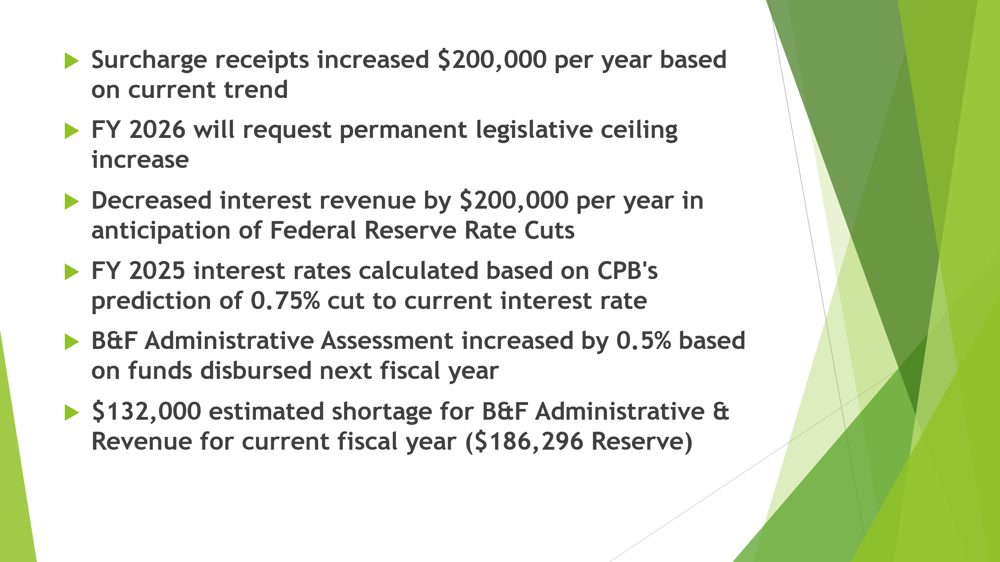 Surcharge receipts increased $200,000 per year based
on current trend
FY 2026 will request permanent legislative ceiling
increase
Decreased interest revenue by $200,000 per year in
anticipation of Federal Reserve Rate Cuts
FY 2025 interest rates calculated based on CPB's
prediction of 0.75% cut to current interest rate
B&F Administrative Assessment increased by 0.5% based
on funds disbursed next fiscal year
$132,000 estimated shortage for B&F Administrative &
Revenue for current fiscal year ($186,296 Reserve)